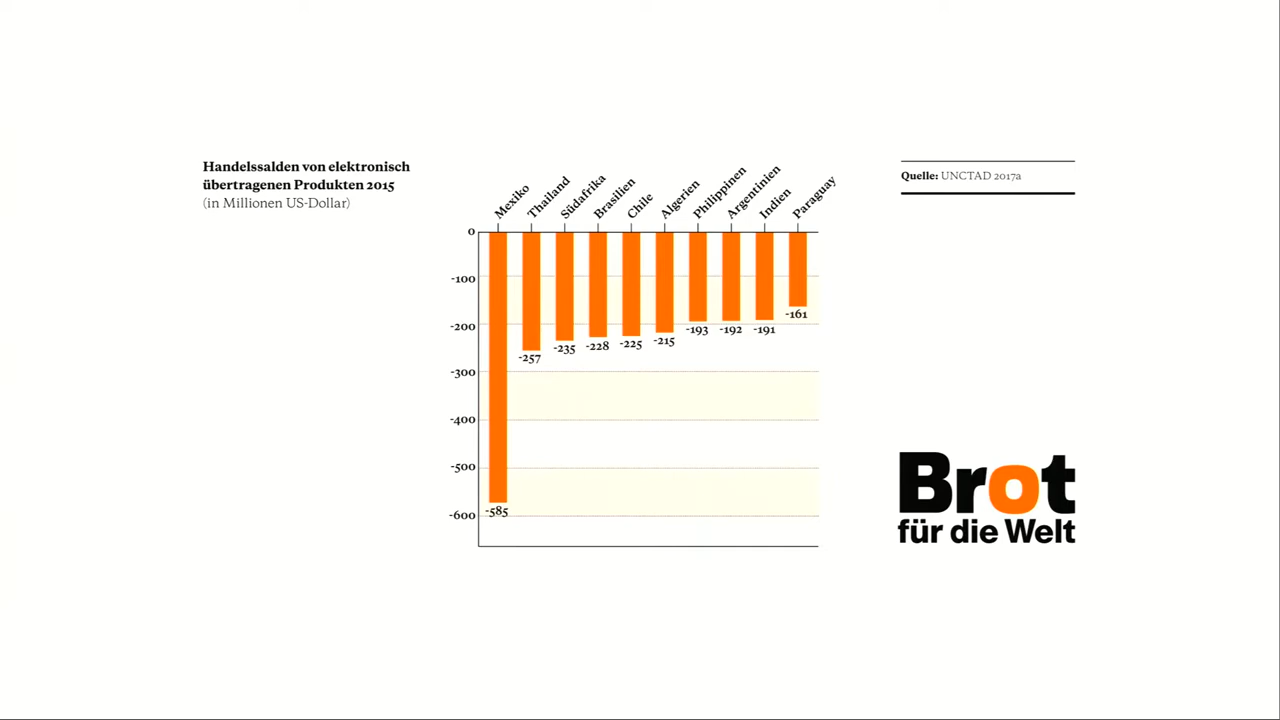 Handelssalden von elektronisch
übertragenen Produkten 2015
(in Millionen US-Dollar)
Mexiko
Thailand
Südafrika
Brasilien
Chile
Algerien
Philippinen
Argentinien
Indien
Paraguay
0
-100
-200
-300
-400
-500
-600
-585
-257
-235
-228
-225
-215
-193
-192
-191
-161
Quelle: UNCTAD 2017a
Brot
für die Welt